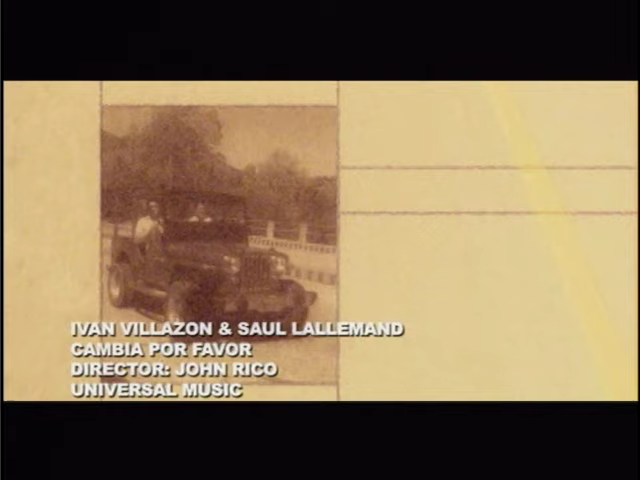 IVAN VILLAZON & SAUL LALLEMAND
CAMBIA POR FAVOR
DIRECTOR: JOHN RICO
UNIVERSAL MUSIC